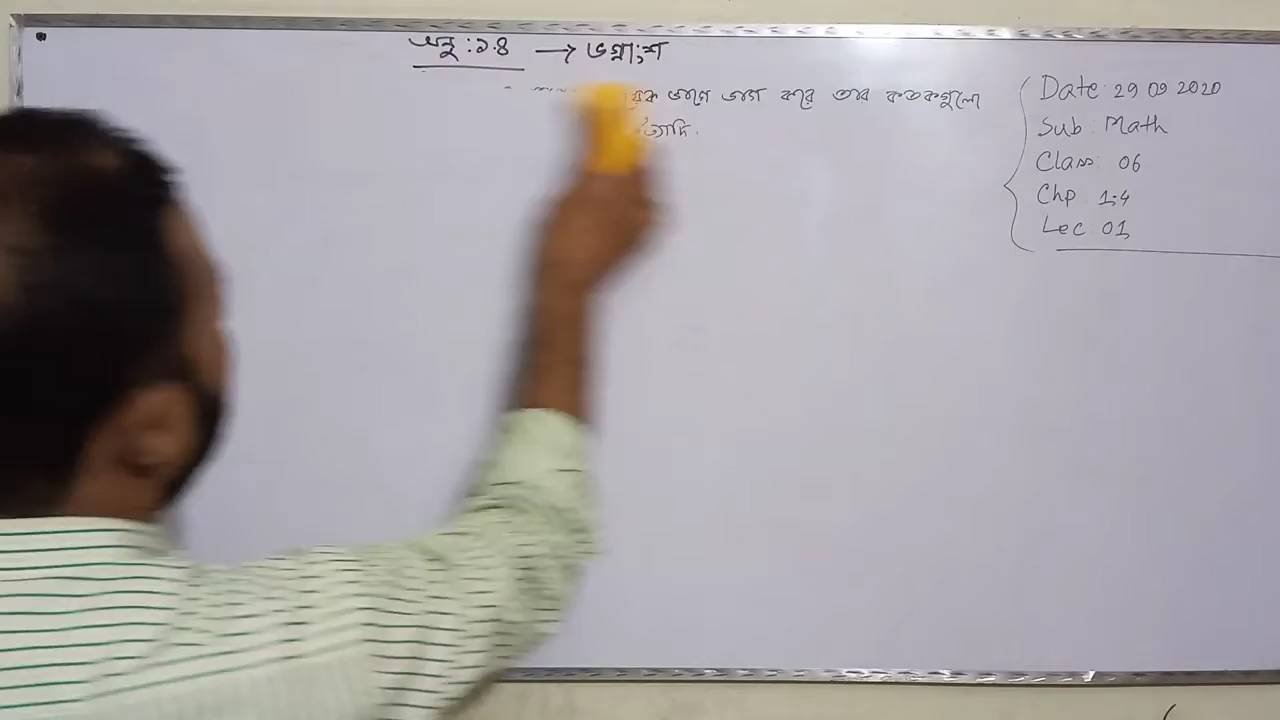 অনু :১.৪ → ভগ্নাংশ
ভাগে ভাগ করে তার কতকগুলো
Date: 29 09 2020
Sub : Math
Class: 06
Chp 1.4
Lec 01